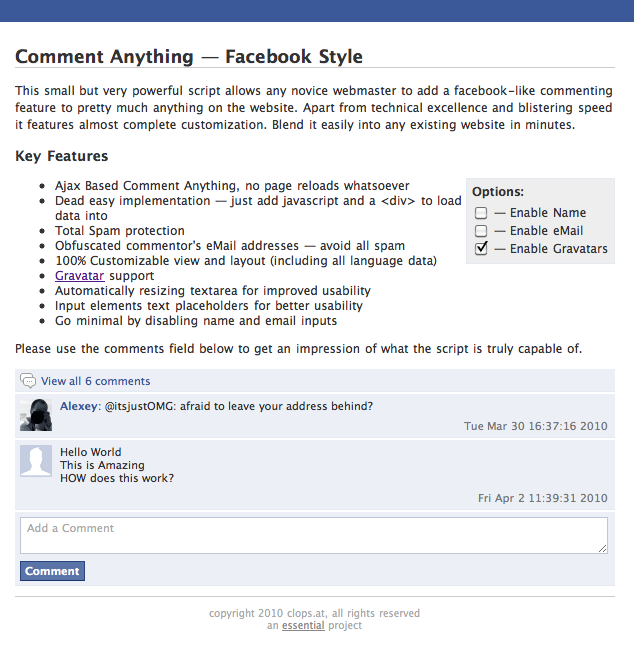 Comment Anything — Facebook Style
This small but very powerful script allows any novice webmaster to add a facebook-like commenting
feature to pretty much anything on the website. Apart from technical excellence and blistering speed
it features almost complete customization. Blend it easily into any existing website in minutes.
Key Features
Ajax Based Comment Anything, no page reloads whatsoever
Dead easy implementation — just add javascript and a <div> to load
data into
Total Spam protection
Obfuscated commentor's eMail addresses — avoid all spam
100% Customizable view and layout (including all language data)
Gravatar support
Automatically resizing textarea for improved usability
Input elements text placeholders for better usability
Go minimal by disabling name and email inputs
Options:
— Enable Name
— Enable eMail
— Enable Gravatars
Please use the comments field below to get an impression of what the script is truly capable of.
View all 6 comments
Alexey: @itsjustOMG: afraid to leave your address behind?
Tue Mar 30 16:37:16 2010
Hello World
This is Amazing
HOW does this work?
Fri Apr 2 11:39:31 2010
Add a Comment
Comment
copyright 2010 clops.at, all rights reserved
an essential project